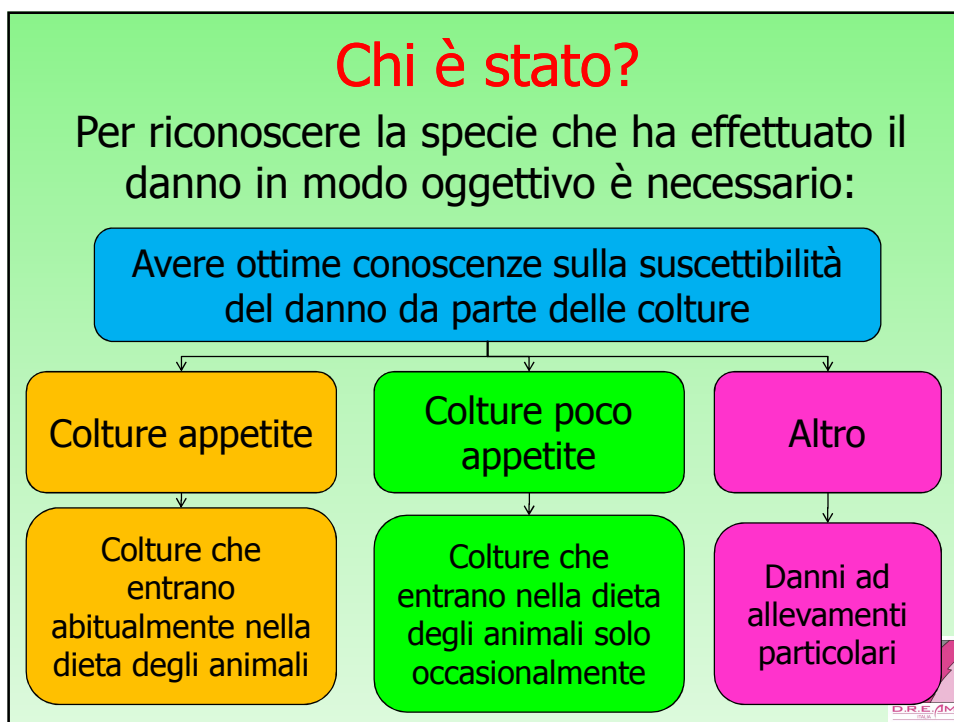 Chi è stato?
Per riconoscere la specie che ha effettuato il
danno in modo oggettivo è necessario:
Avere ottime conoscenze sulla suscettibilità
del danno da parte delle colture
Colture appetite
Colture poco
appetite
Altro
Colture che
entrano
abitualmente nella
dieta degli animali
Colture che
entrano nella dieta
degli animali solo
occasionalmente
Danni ad
allevamenti
particolari
D.R.E.Am
ITALIA